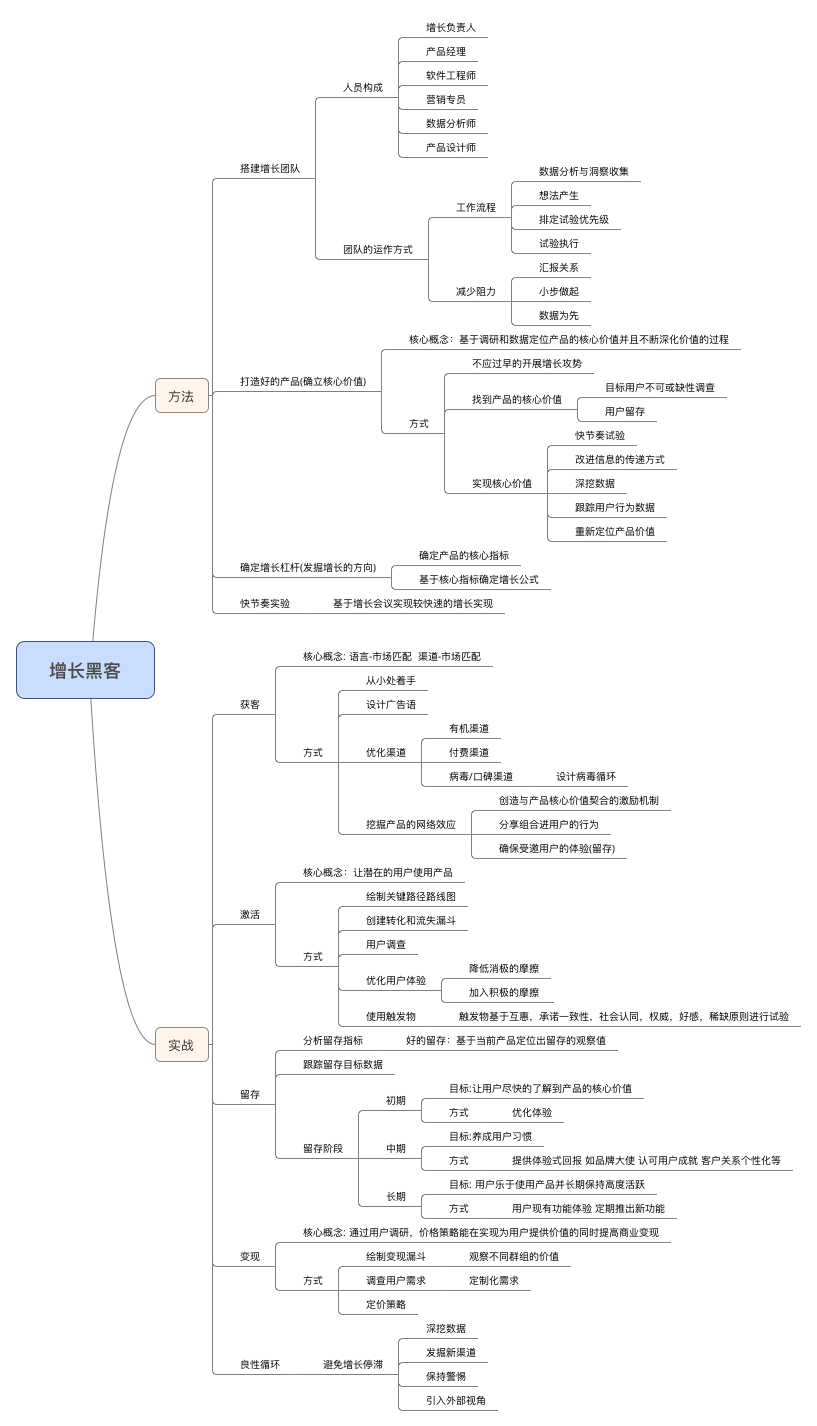 增长负责人
产品经理
软件工程师
人员构成
营销专员
数据分析师
产品设计师
搭建增长团队
数据分析与洞察收集
想法产生
工作流程
排定试验优先级
试验执行
团队的运作方式
汇报关系
减少阻力
小步做起
数据为先
核心概念：基于调研和数据定位产品的核心价值并且不断深化价值的过程
不应过早的开展增长攻势
打造好的产品(确立核心价值)
目标用户不可或缺性调查
找到产品的核心价值
用户留存
方法
方式
快节奏试验
改进信息的传递方式
实现核心价值
深挖数据
跟踪用户行为数据
重新定位产品价值
确定产品的核心指标
确定增长杠杆(发掘增长的方向)
基于核心指标确定增长公式
快节奏实验
基于增长会议实现较快速的增长实现
增长黑客
核心概念: 语言-市场匹配 渠道-市场匹配
从小处着手
获客
设计广告语
有机渠道
方式
优化渠道
付费渠道
病毒/口碑渠道
设计病毒循环
创造与产品核心价值契合的激励机制
挖掘产品的网络效应
分享组合进用户的行为
确保受邀用户的体验(留存)
核心概念：让潜在的用户使用产品
绘制关键路径路线图
激活
创建转化和流失漏斗
用户调查
方式
降低消极的摩擦
优化用户体验
加入积极的摩擦
使用触发物
触发物基于互惠，承诺一致性，社会认同，权威，好感，稀缺原则进行试验
实战
分析留存指标
好的留存：基于当前产品定位出留存的观察值
跟踪留存目标数据
留存
目标:让用户尽快的了解到产品的核心价值
初期
方式
优化体验
目标:养成用户习惯
留存阶段
中期
方式
提供体验式回报 如品牌大使 认可用户成就 客户关系个性化等
目标: 用户乐于使用产品并长期保持高度活跃
长期
方式
用户现有功能体验 定期推出新功能
核心概念: 通过用户调研，价格策略能在实现为用户提供价值的同时提高商业变现
变现
绘制变现漏斗
观察不同群组的价值
方式
调查用户需求
定制化需求
定价策略
深挖数据
发掘新渠道
良性循环
避免增长停滞
保持警惕
引入外部视角